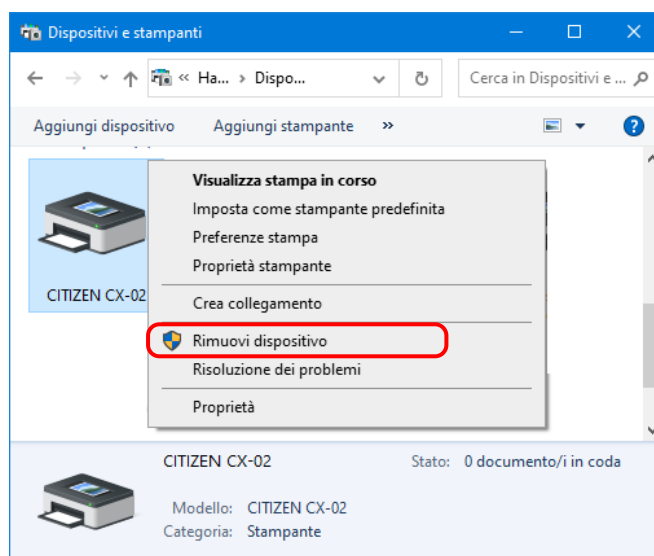 Dispositivi e stampanti
« Ha... › Dispo...
Cerca in Dispositivi e ...
Aggiungi dispositivo Aggiungi stampante »
?
Visualizza stampa in corso
Imposta come stampante predefinita
Preferenze stampa
Proprietà stampante
CITIZEN CX-02
Crea collegamento
Rimuovi dispositivo
Risoluzione dei problemi
Proprietà
CITIZEN CX-02 Stato: 0 documento/i in coda
Modello: CITIZEN CX-02
Categoria: Stampante